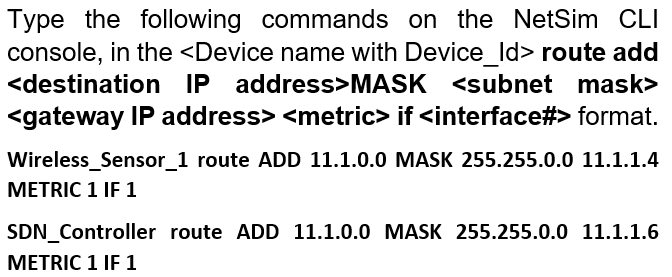 Type the following commands on the NetSim CLI
console, in the <Device name with Device_Id> route add
<destination IP address>MASK <subnet mask>
<gateway IP address> <metric> if <interface#> format.
Wireless_Sensor_1 route ADD 11.1.0.0 MASK 255.255.0.0 11.1.1.4
METRIC 1 IF 1
SDN_Controller route ADD 11.1.0.0 MASK 255.255.0.0 11.1.1.6
METRIC 1 IF 1